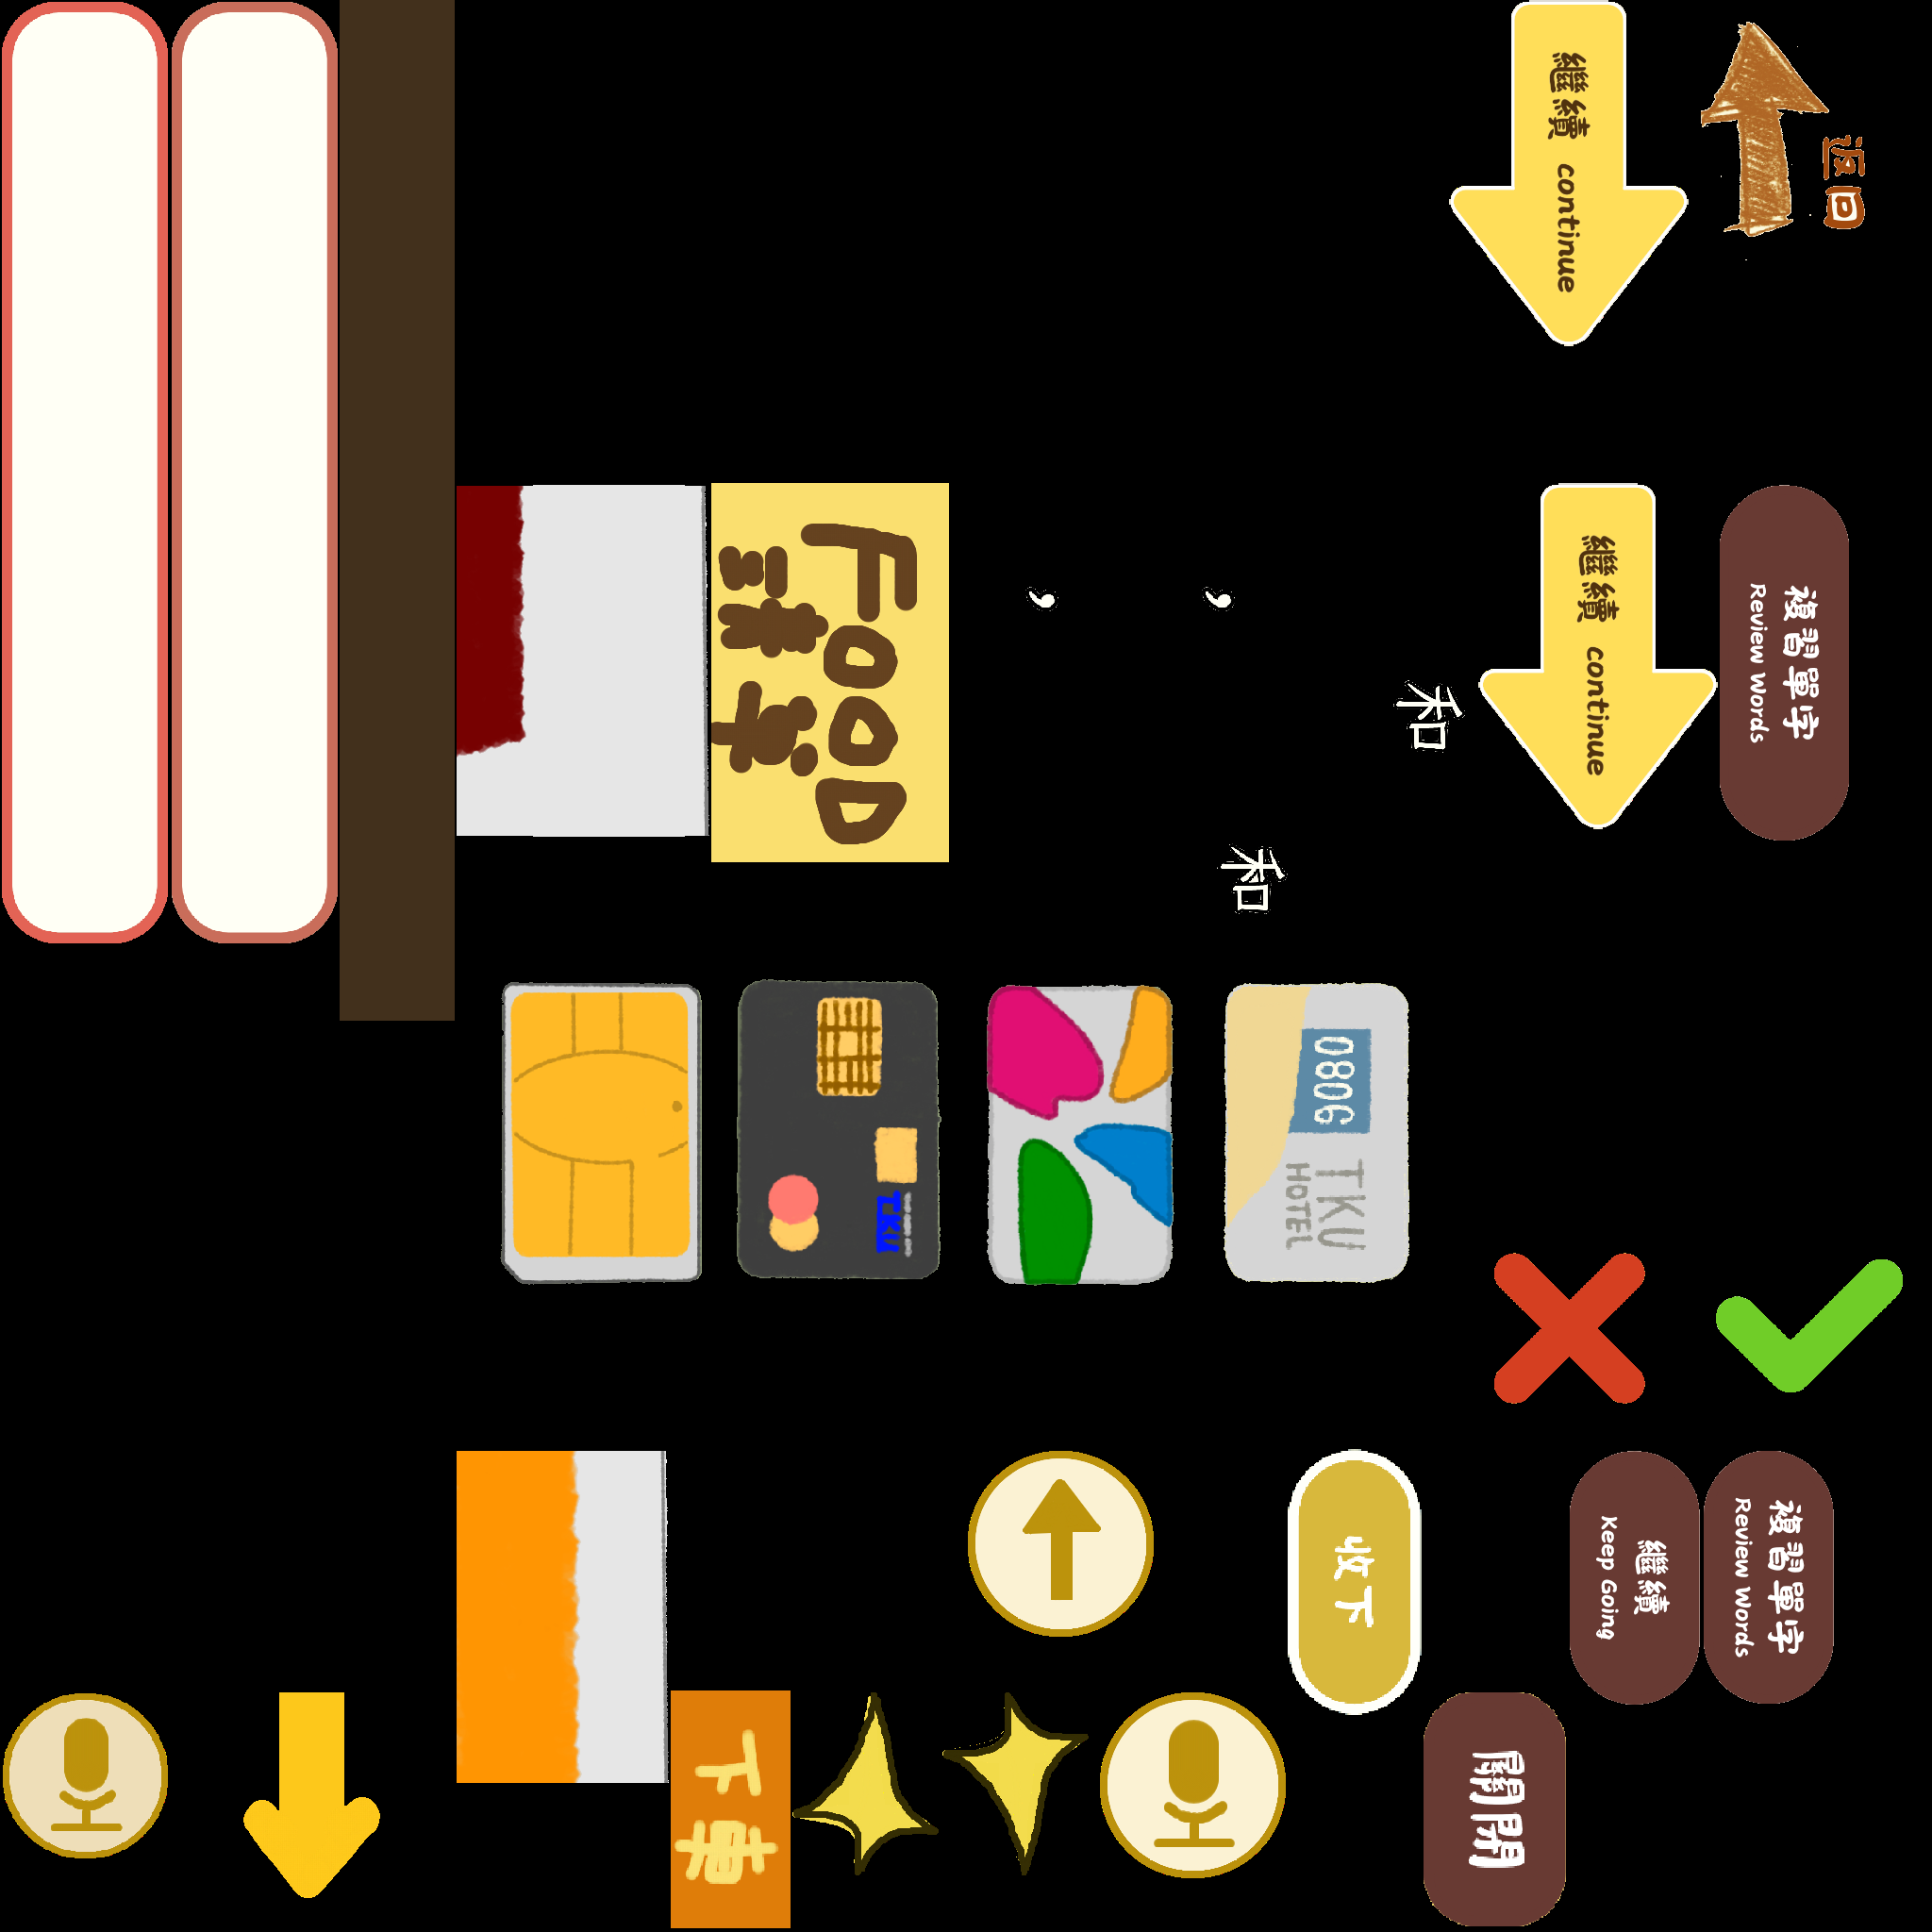 繼續 continue
返回
FOOD
，
，
繼續 continue
複習單字
Review Words
和
和
TKU
0806
TKU
HOTEL
收下
繼續
Keep Going
複習單字
Review Words
下車
關閉